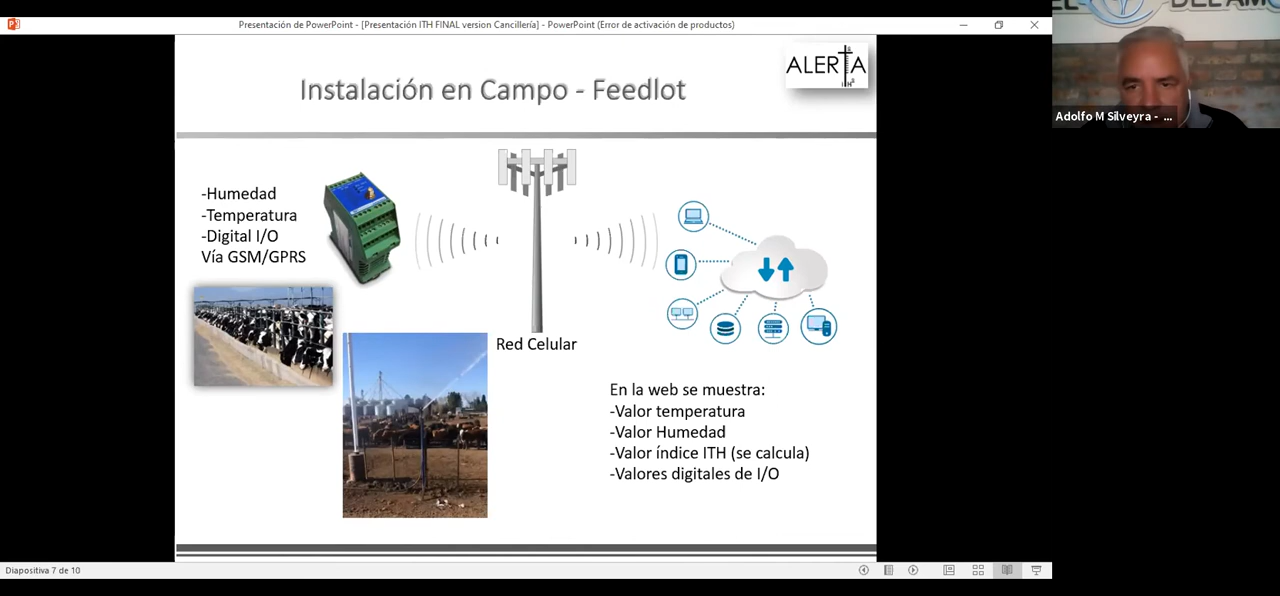 Presentación de PowerPoint - [Presentación ITH FINAL version Cancillería] - PowerPoint (Error de activación de productos)
ALERTA
Instalación en Campo - Feedlot
Adolfo M Silveyra - ...
-Humedad
-Temperatura
-Digital I/O
Vía GSM/GPRS
Red Celular
En la web se muestra:
-Valor temperatura
-Valor Humedad
-Valor índice ITH (se calcula)
-Valores digitales de I/O
Diapositiva 7 de 10